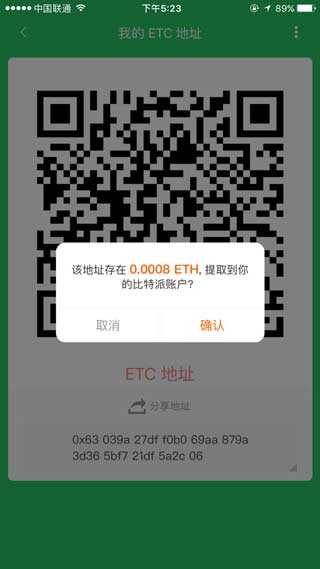 中国联通 下午5:23 89%
我的 ETC 地址
该地址存在 0.0008 ETH, 提取到你
的比特派账户?
取消 确认
ETC 地址
分享地址
0x63 039a 27df f0b0 69aa 879a
3d36 5bf7 21df 5a2c 06